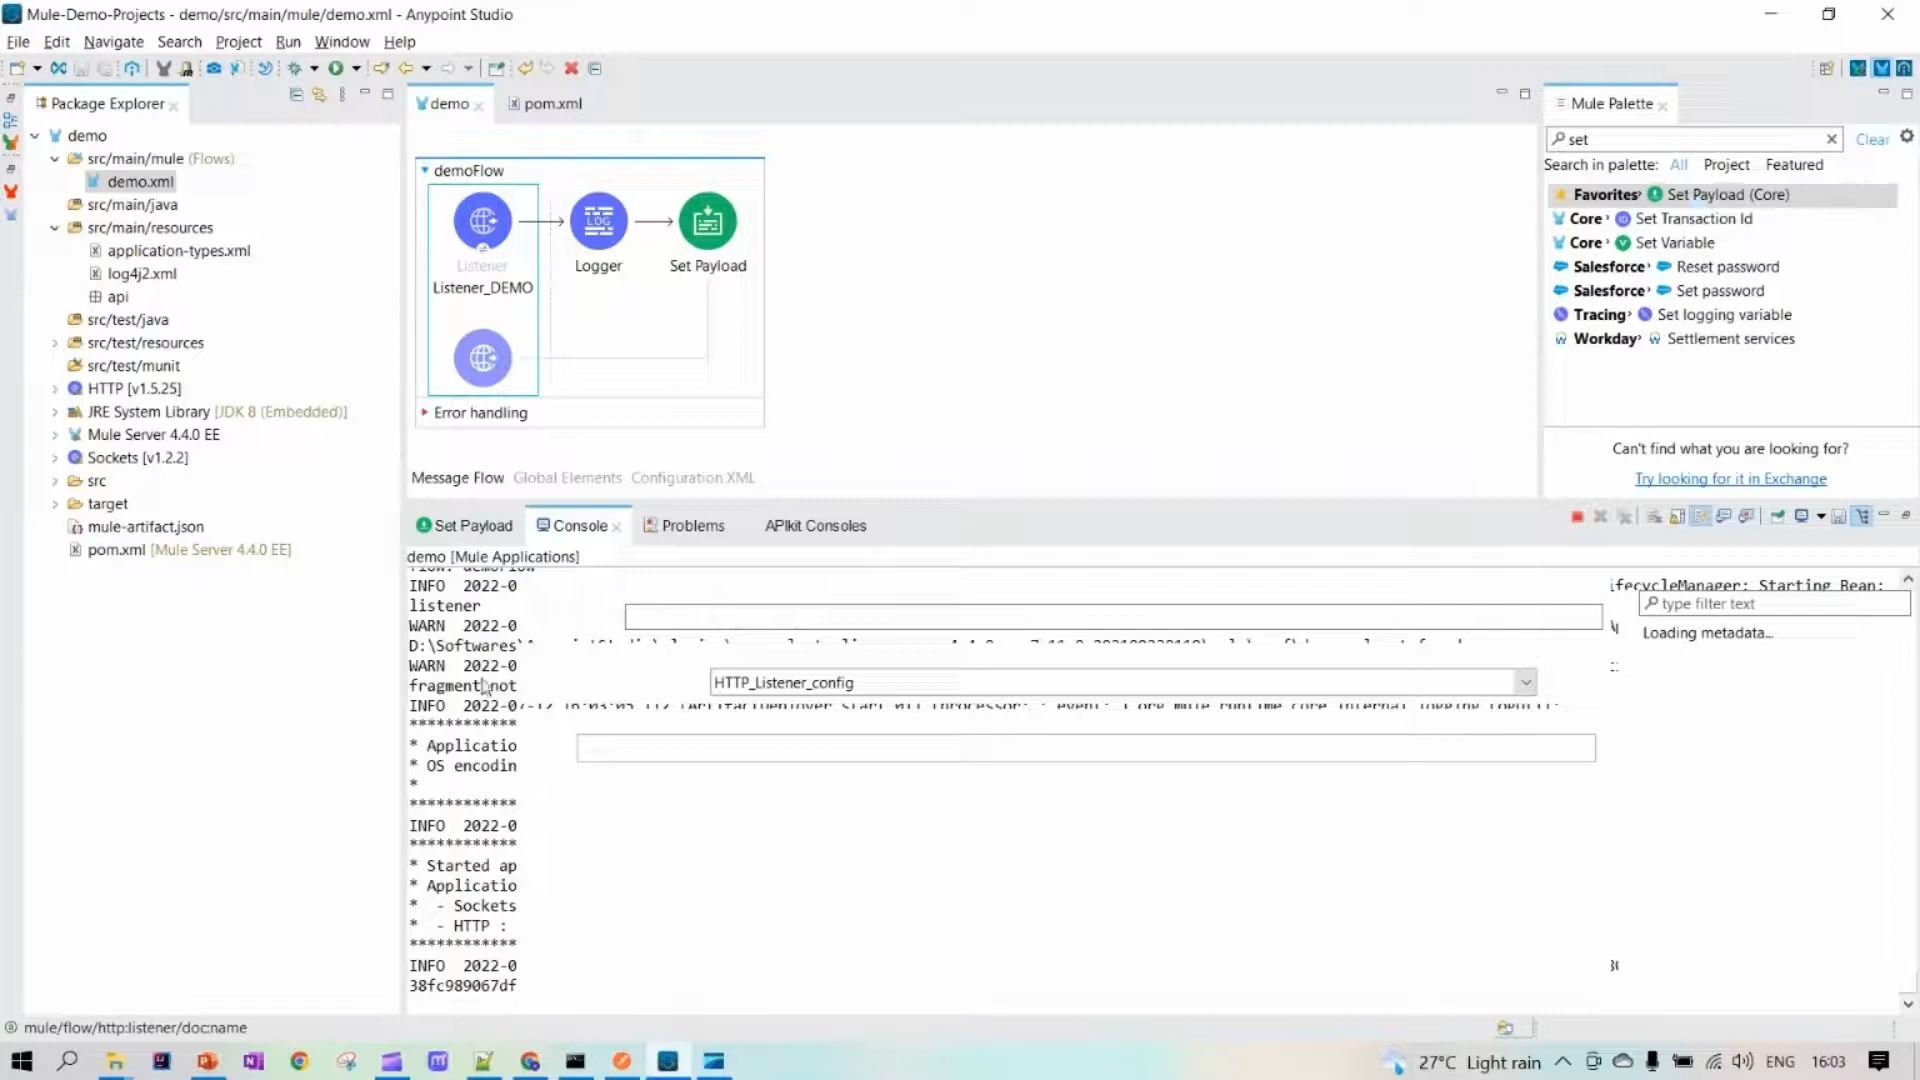 Mule-Demo-Projects - demo/src/main/mule/demo.xml - Anypoint Studio
File Edit Navigate Search Project Run Window Help
Package Explorer
demo
src/main/mule (Flows)
demo.xml
src/main/java
src/main/resources
application-types.xml
log4j2.xml
api
src/test/java
src/test/resources
src/test/munit
HTTP [v1.5.25]
JRE System Library [JDK 8 (Embedded)]
Mule Server 4.4.0 EE
Sockets [v1.2.2]
src
target
mule-artifact.json
pom.xml [Mule Server 4.4.0 EE]
demo pom.xml
demoFlow
LOG
Listener Logger Set Payload
Listener_DEMO
Error handling
Message Flow Global Elements Configuration XML
Mule Palette
set Clear
Search in palette: All Project Featured
Favorites Set Payload (Core)
Core Set Transaction Id
Core Set Variable
Salesforce Reset password
Salesforce Set password
Tracing Set logging variable
Workday Settlement services
Can't find what you are looking for?
Try looking for it in Exchange
Set Payload Console Problems APIkit Consoles
demo [Mule Applications]
INFO 2022-0 ifecycleManager: Starting Bean:
listener
WARN 2022-0
D:\Softwares\
WARN 2022-0
fragment not
HTTP_Listener_config
INFO 2022-0
************
* Applicatio
* OS encodin
*
************
INFO 2022-0
************
* Started ap
* Applicatio
* - Sockets
* - HTTP :
************
INFO 2022-0
38fc989067df
type filter text
Loading metadata...
mule/flow/http:listener/doc:name
27°C Light rain ENG 16:03